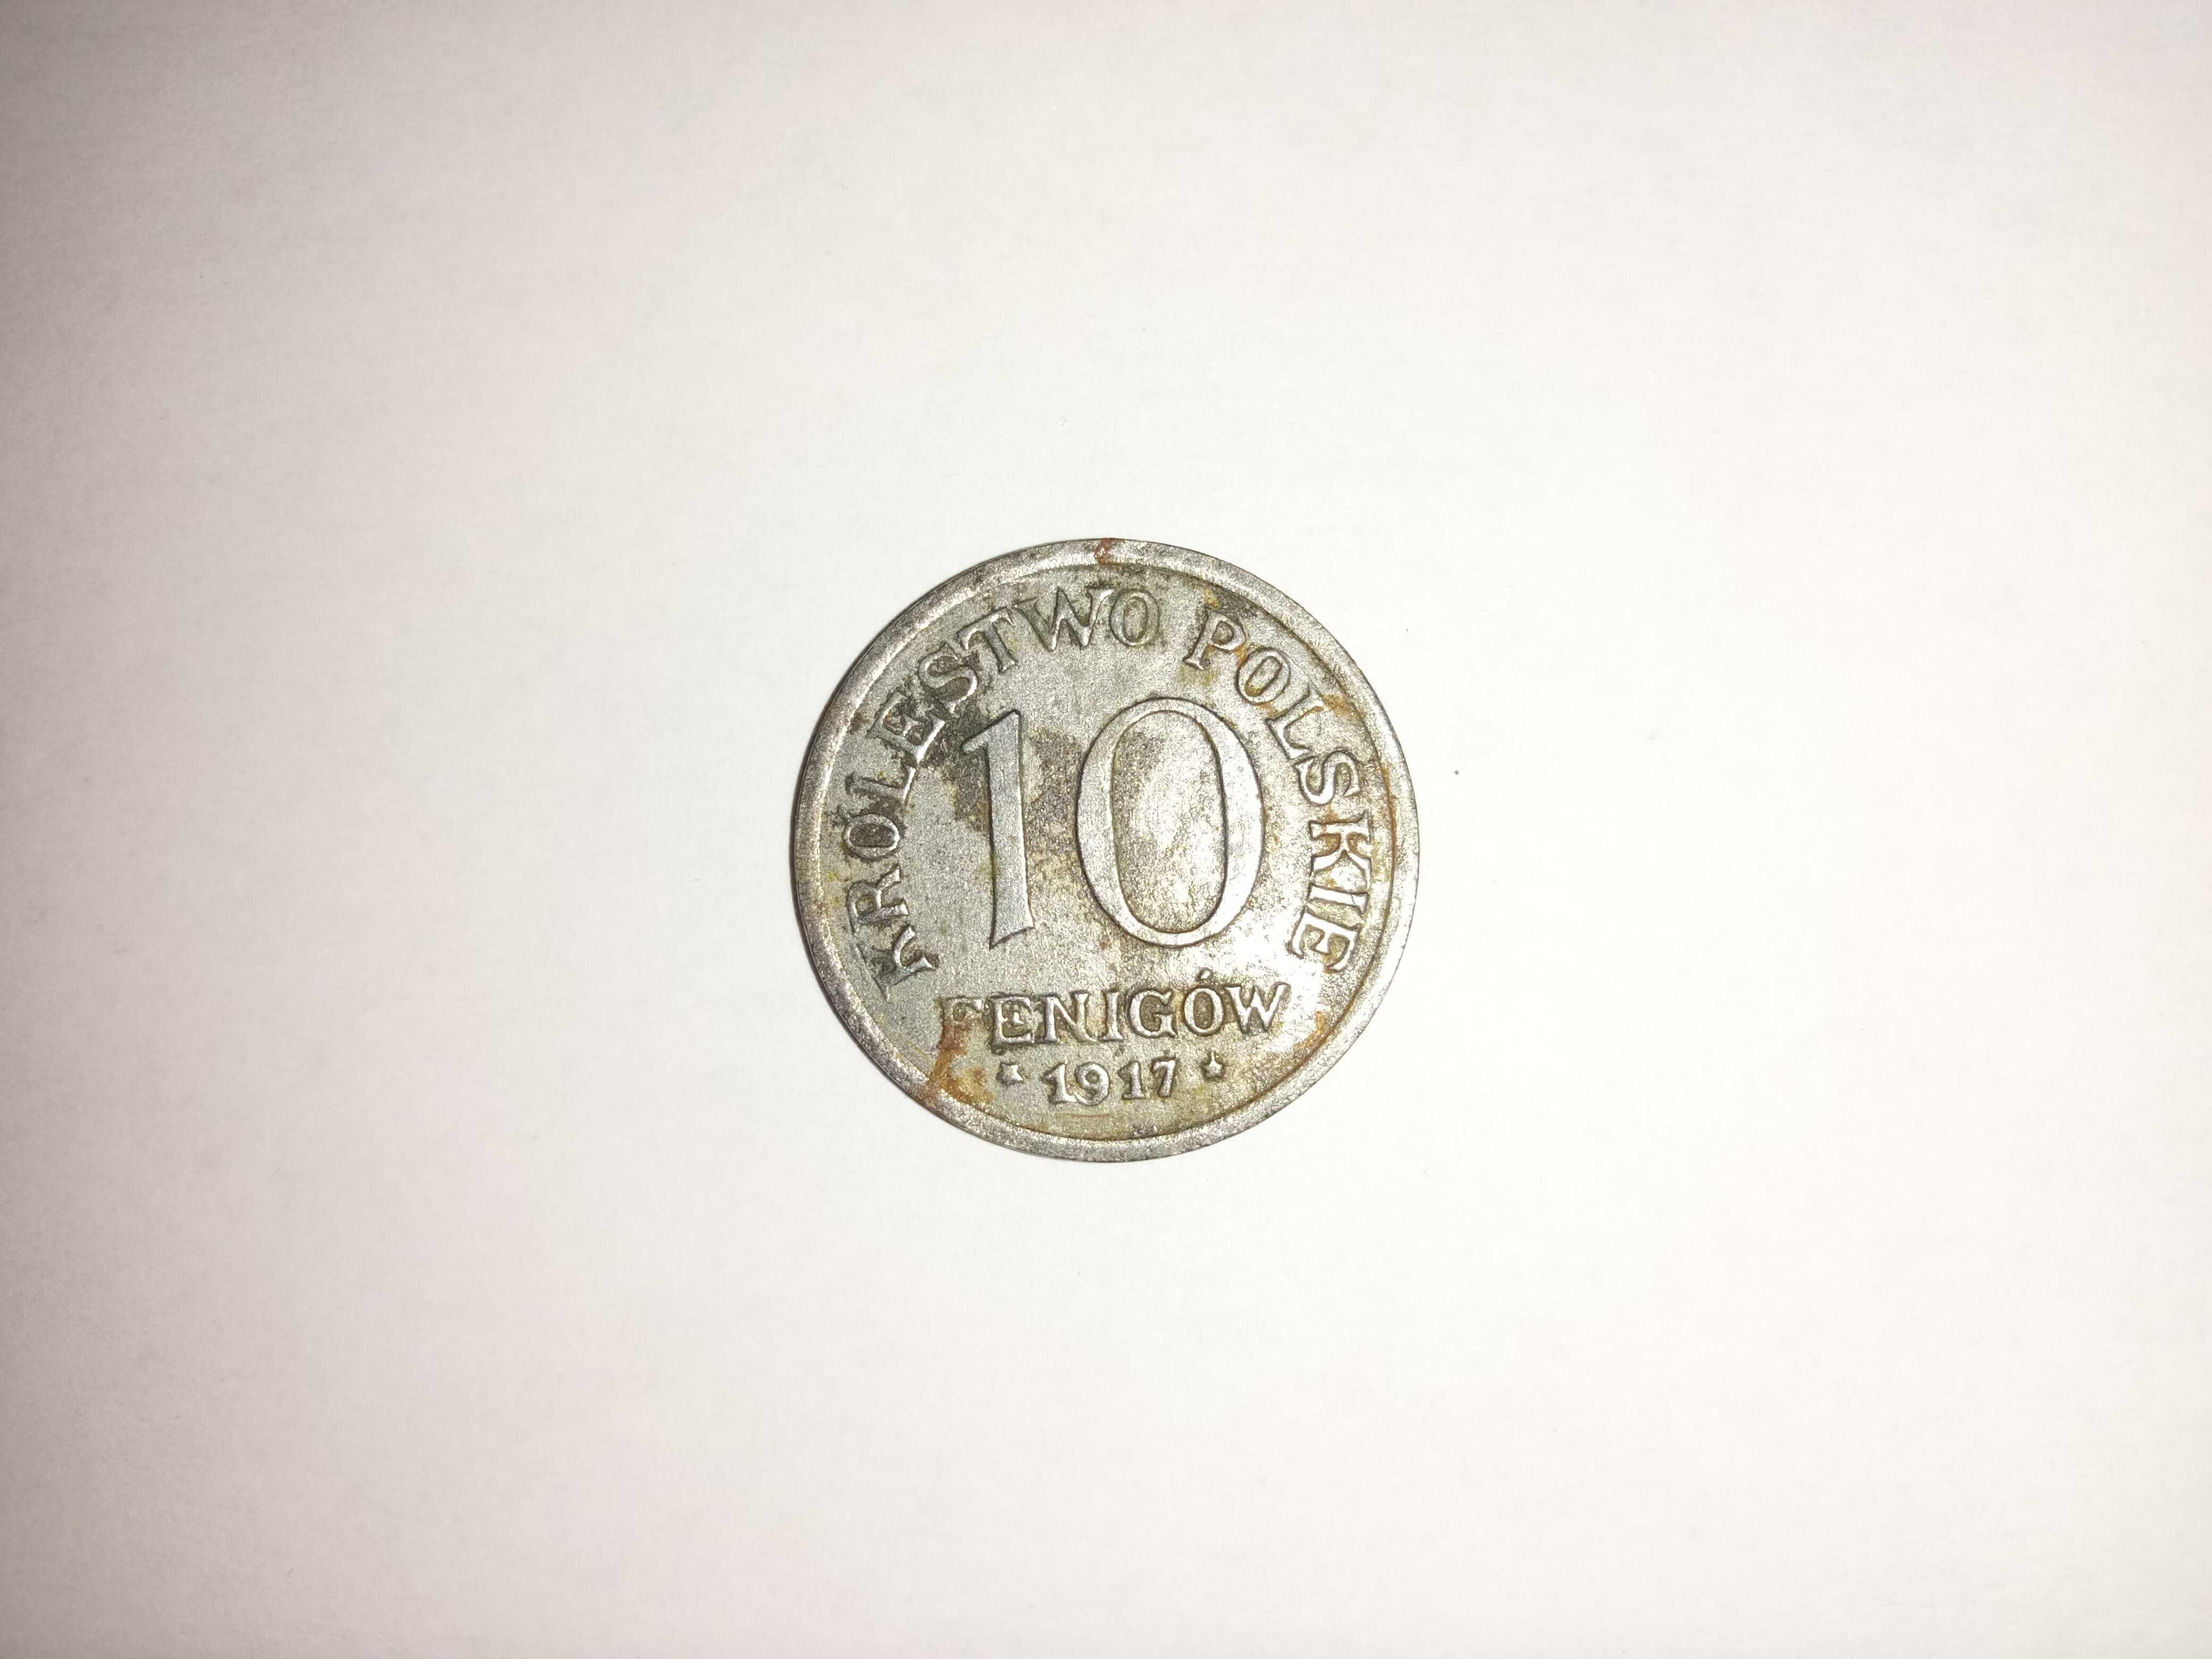 KRÓLESTWO POLSKIE
10
FENIGÓW
* 1917 *